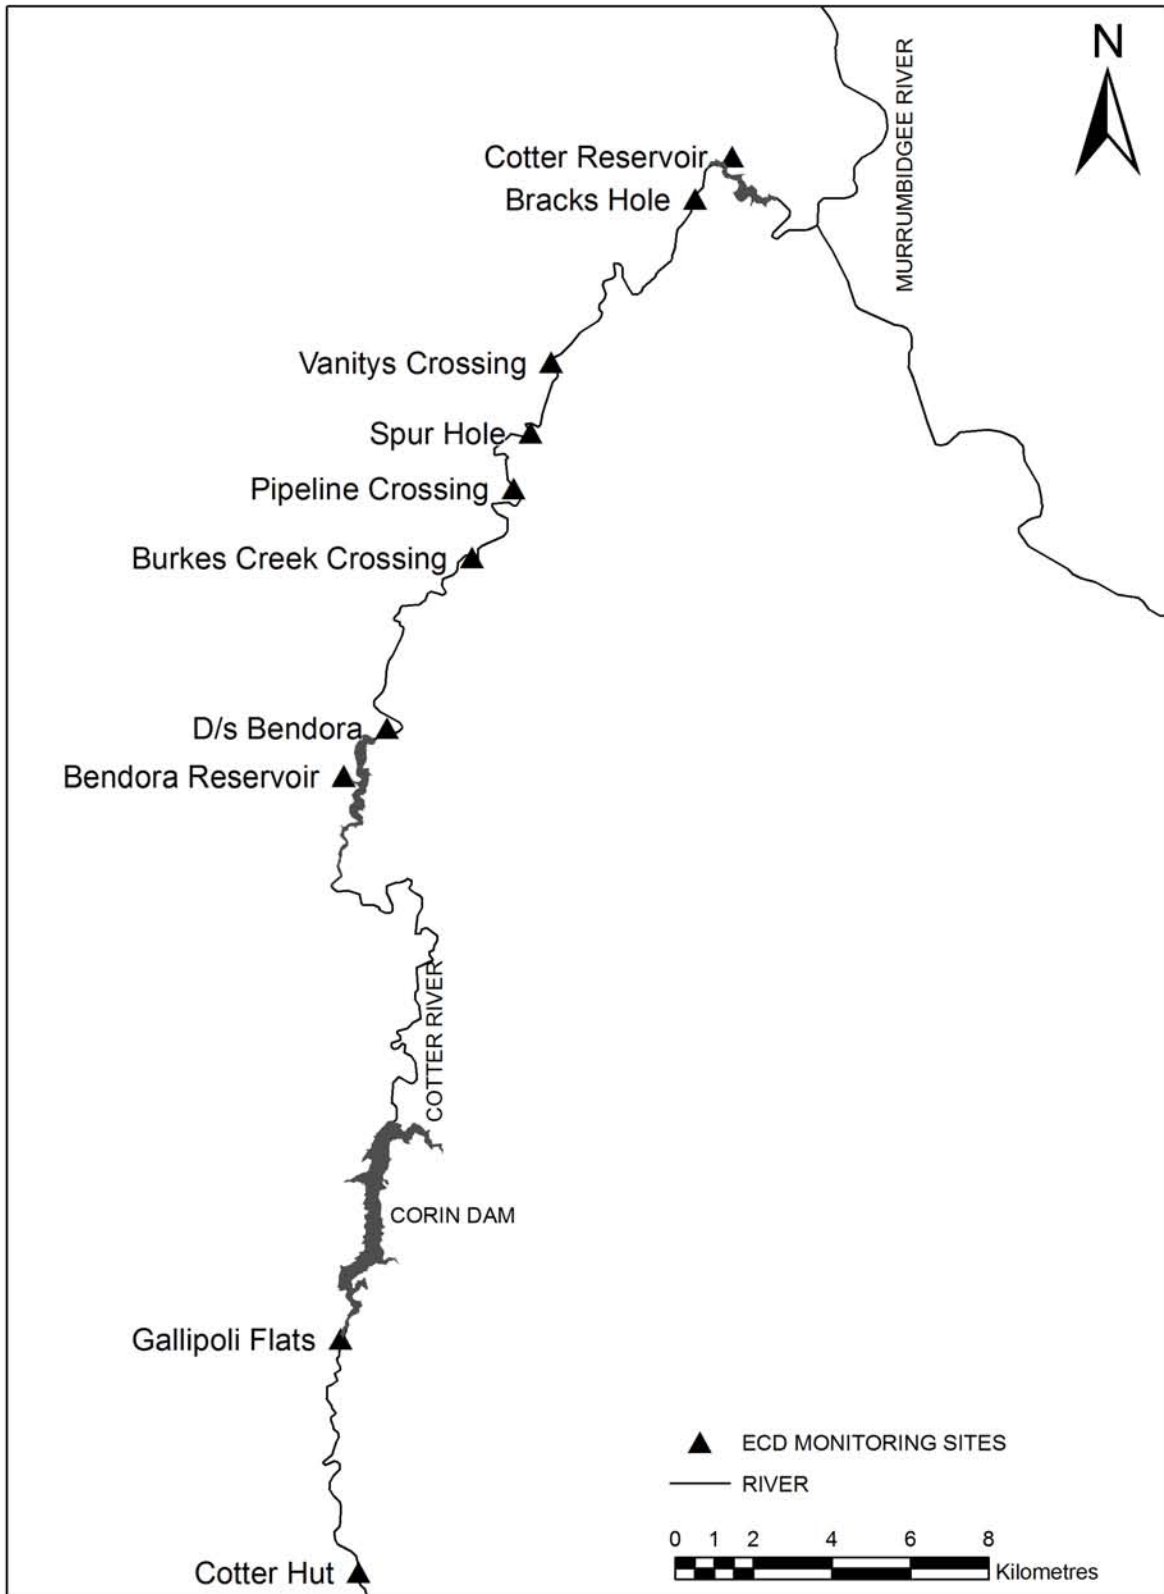 N
MURRUMBIDGEE RIVER
Cotter Reservoir
Bracks Hole
Vanitys Crossing
Spur Hole
Pipeline Crossing
Burkes Creek Crossing
D/s Bendora
Bendora Reservoir
COTTER RIVER
CORIN DAM
Gallipoli Flats
ECD MONITORING SITES
RIVER
0 1 2 4 6 8
Kilometres
Cotter Hut